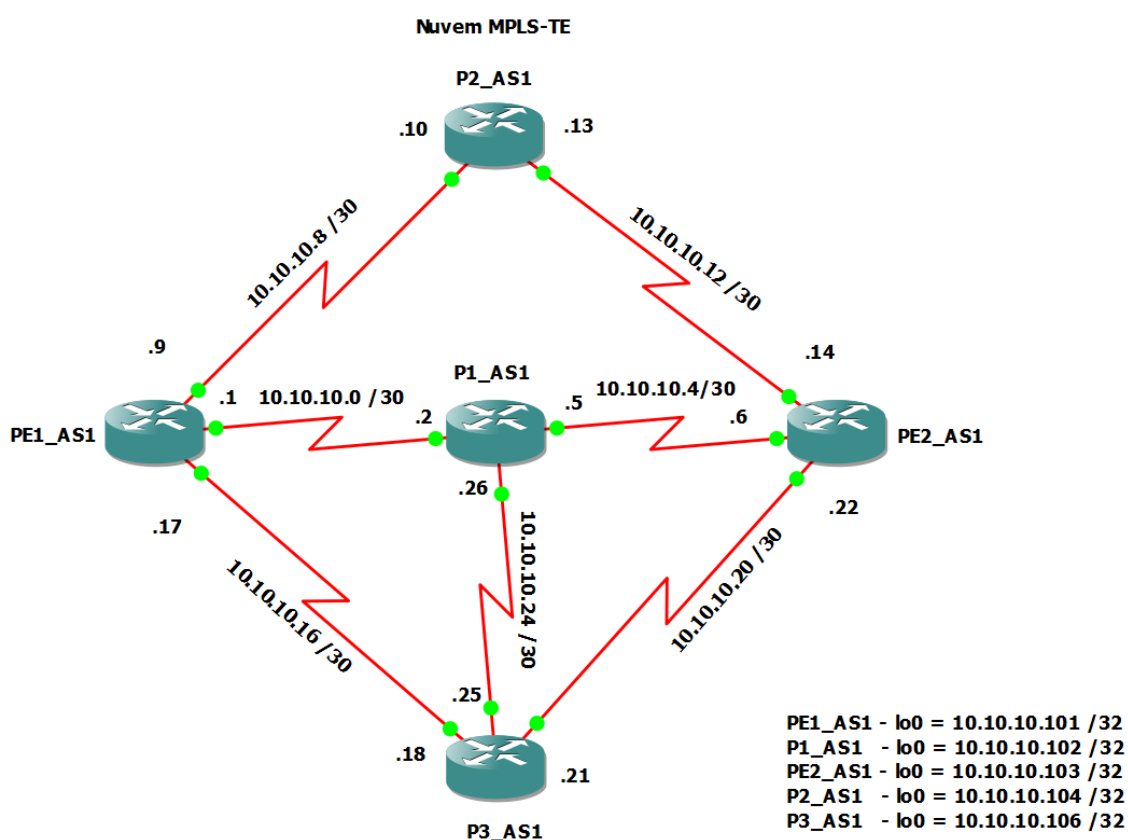 Nuvem MPLS-TE
P2_AS1
.10
.13
10.10.10.8 /30
10.10.10.12 /30
.9
.14
P1_AS1
.1
10.10.10.0 /30
.2
.5
10.10.10.4/30
.6
PE1_AS1
PE2_AS1
.26
.22
.17
10.10.10.24 /30
10.10.10.16 /30
10.10.10.20 /30
.25
.18
.21
P3_AS1
PE1_AS1 - lo0 = 10.10.10.101 /32
P1_AS1 - lo0 = 10.10.10.102 /32
PE2_AS1 - lo0 = 10.10.10.103 /32
P2_AS1 - lo0 = 10.10.10.104 /32
P3_AS1 - lo0 = 10.10.10.106 /32